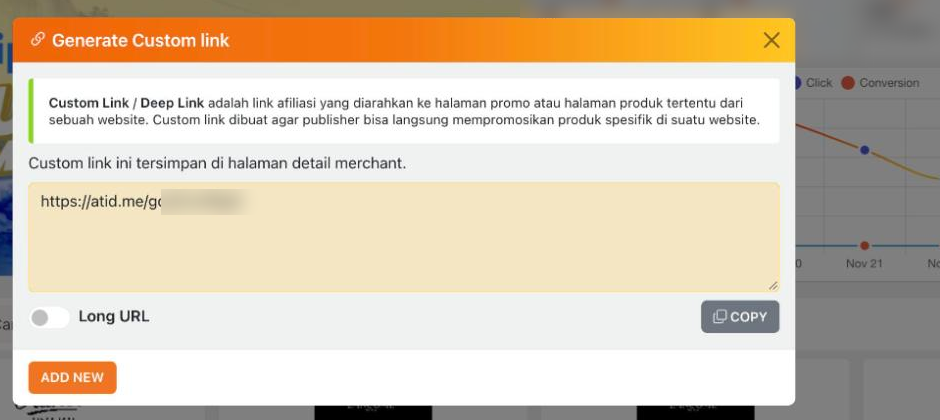 Generate Custom link
Click Conversion
Custom Link / Deep Link adalah link afiliasi yang diarahkan ke halaman promo atau halaman produk tertentu dari
sebuah website. Custom link dibuat agar publisher bisa langsung mempromosikan produk spesifik di suatu website.
Custom link ini tersimpan di halaman detail merchant.
https://atid.me/go
Nov 21
Long URL
COPY
ADD NEW